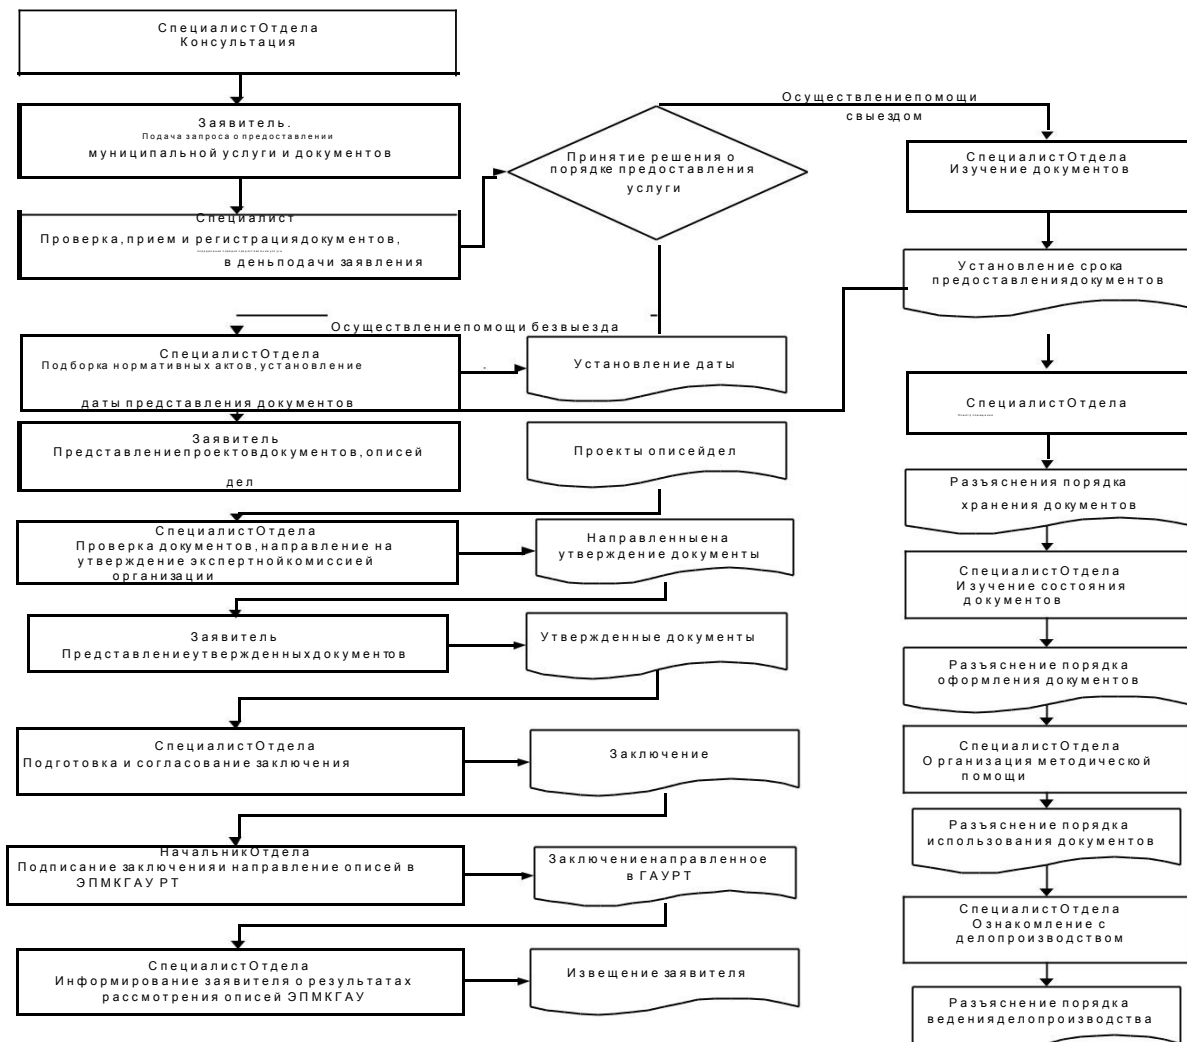 Специалист Отдела
Консультация
Заявитель.
Подача запроса о предоставлении
муниципальной услуги и документов
Специалист
Проверка, прием и регистрация документов,
в день подачи заявления
Принятие решения о
порядке предоставления
услуги
Осуществление помощи
с выездом
Осуществление помощи без выезда
Специалист Отдела
Подборка нормативных актов, установление
даты представления документов
Установление даты
Заявитель
Представление проектов документов, описей
дел
Проекты описей дел
Специалист Отдела
Проверка документов, направление на
утверждение экспертной комиссией
организации
Направленные на
утверждение документы
Заявитель
Представление утвержденных документов
Утвержденные документы
Специалист Отдела
Подготовка и согласование заключения
Заключение
Начальник Отдела
Подписание заключения и направление описей в
ЭПМК ГАУ РТ
Заключение направленное
в ГАУ РТ
Специалист Отдела
Информирование заявителя о результатах
рассмотрения описей ЭПМК ГАУ
Извещение заявителя
Специалист Отдела
Изучение документов
Установление срока
предоставления документов
Специалист Отдела
Разъяснения порядка
хранения документов
Специалист Отдела
Изучение состояния
документов
Разъяснение порядка
оформления документов
Специалист Отдела
Организация методической
помощи
Разъяснение порядка
использования документов
Специалист Отдела
Ознакомление с
делопроизводством
Разъяснение порядка
ведения делопроизводства